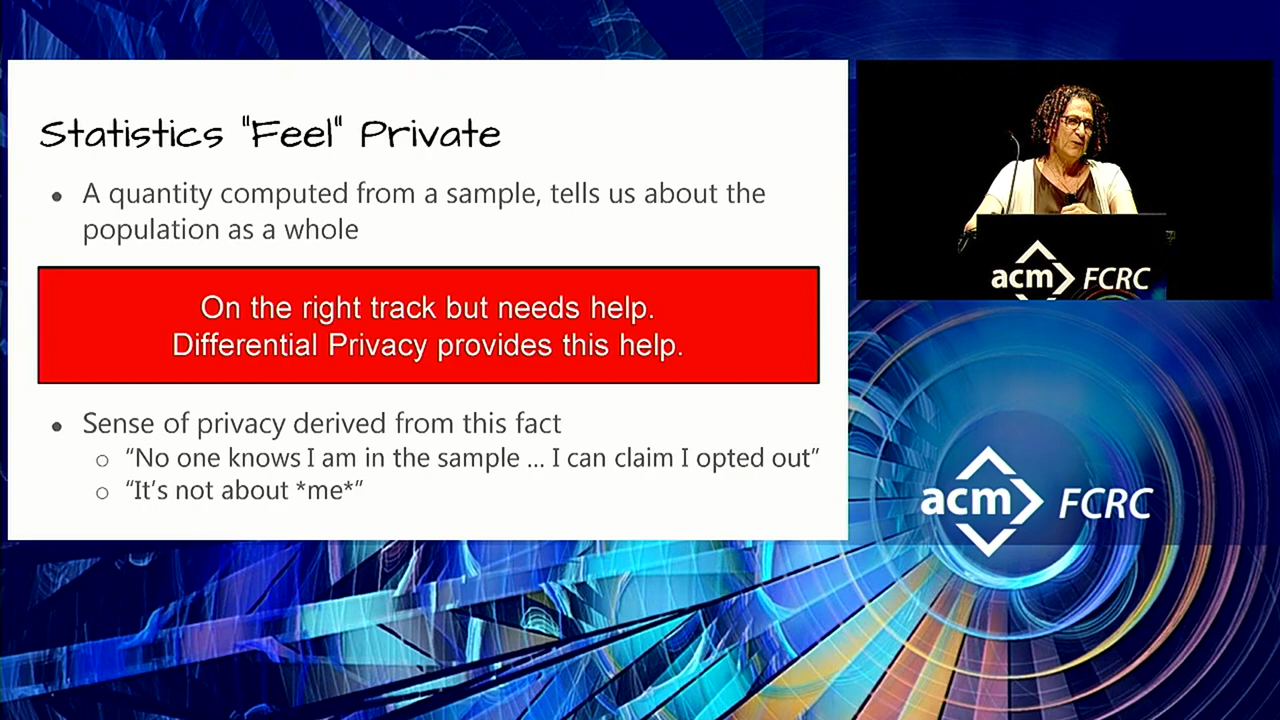 Statistics "Feel" Private
• A quantity computed from a sample, tells us about the
population as a whole
On the right track but needs help.
Differential Privacy provides this help.
• Sense of privacy derived from this fact
○ “No one knows I am in the sample ... I can claim I opted out”
○ “It’s not about *me*”
acm FCRC
acm FCRC